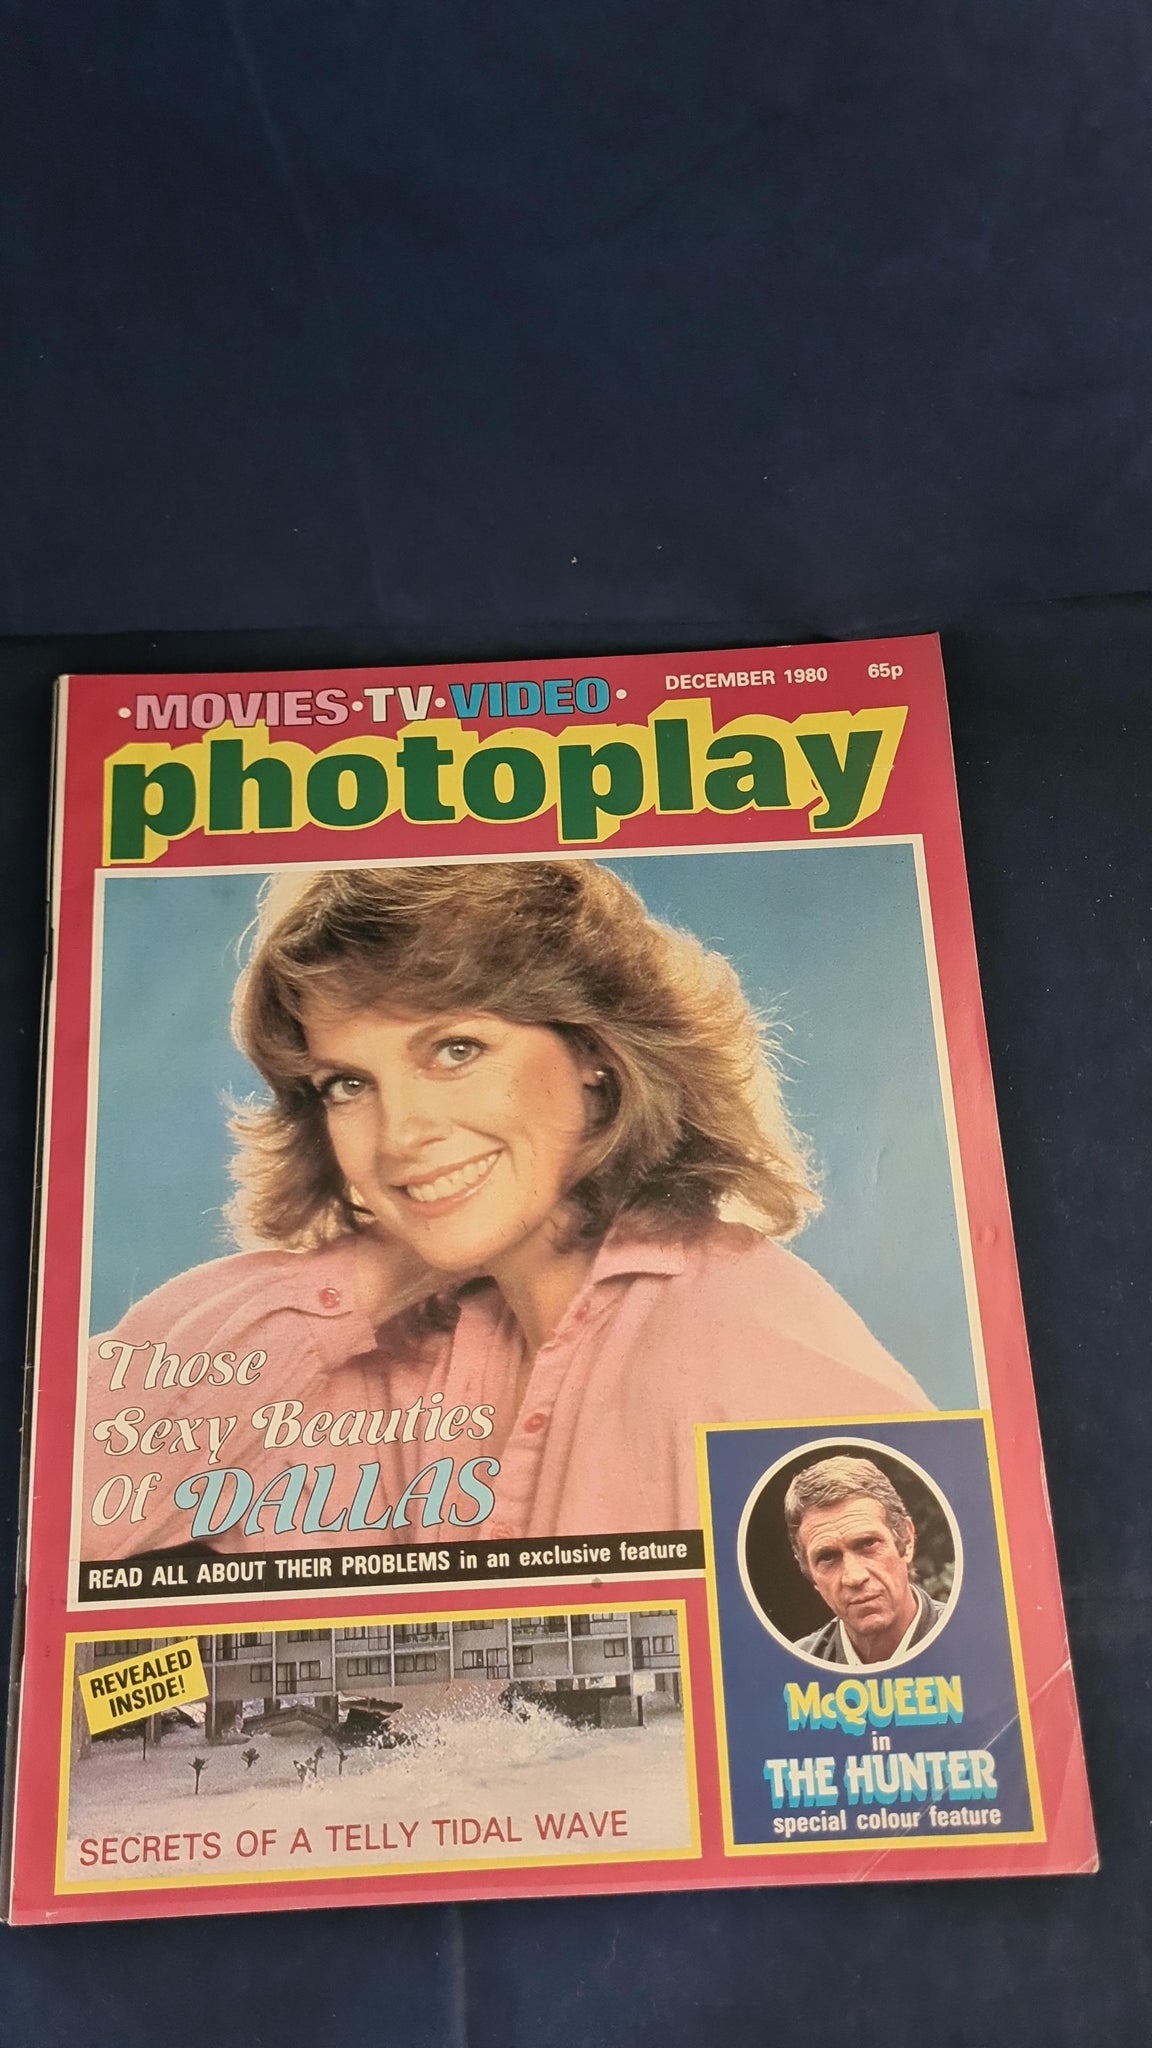 •MOVIES•TV•VIDEO•
DECEMBER 1980 65p
photoplay
Those
Sexy Beauties
Of DALLAS
READ ALL ABOUT THEIR PROBLEMS in an exclusive feature
REVEALED
INSIDE!
SECRETS OF A TELLY TIDAL WAVE
McQUEEN
in
THE HUNTER
special colour feature